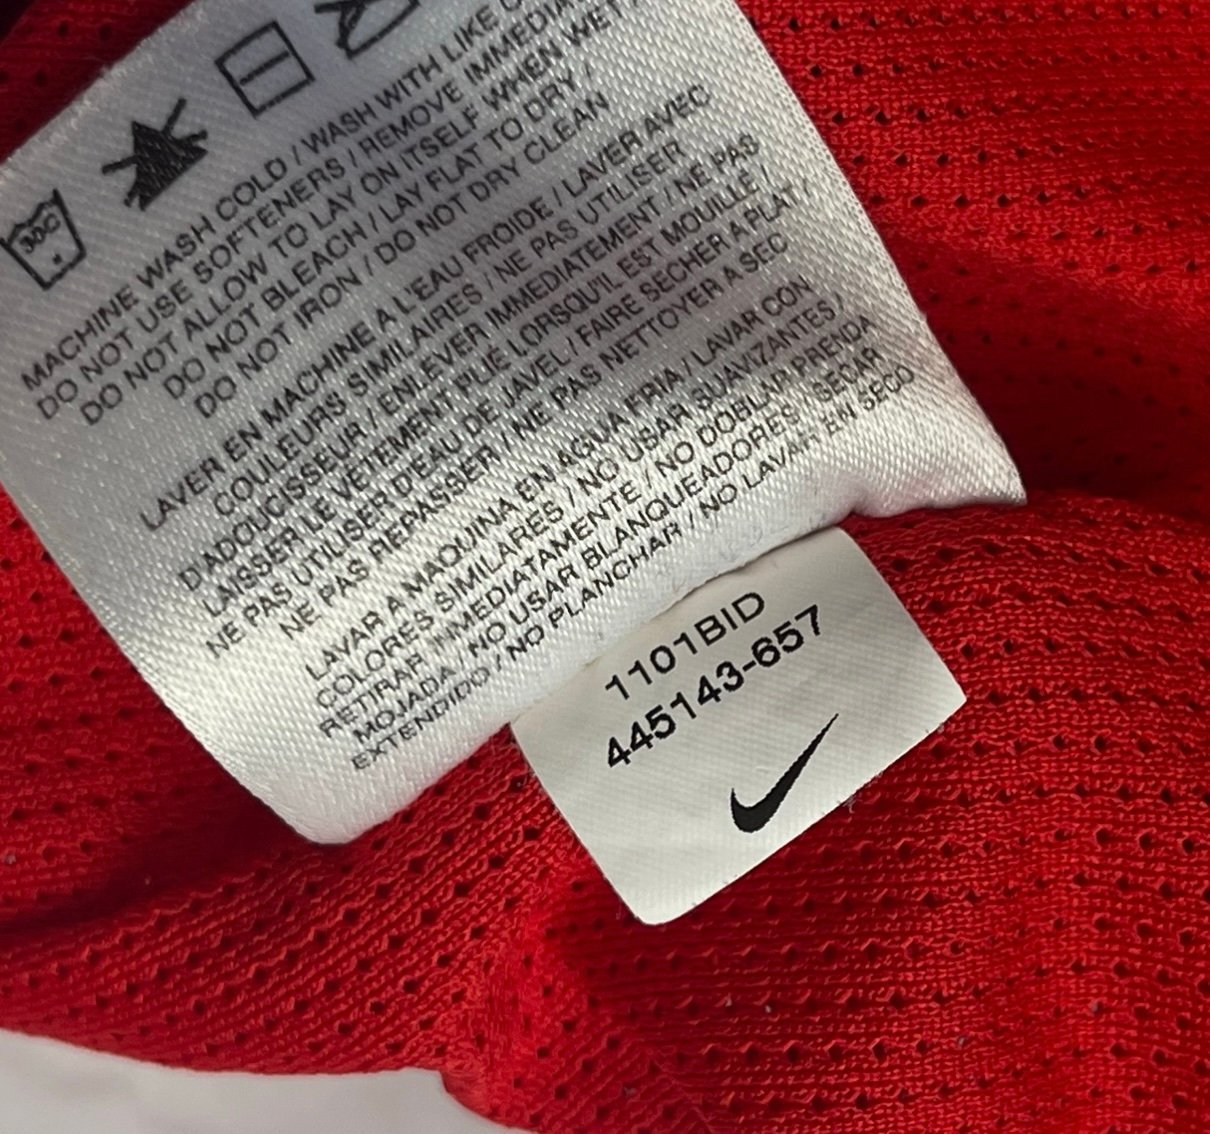 30C
MACHINE WASH COLD / WASH WITH LIKE
DO NOT USE SOFTENERS / REMOVE IMMEDIA
DO NOT ALLOW TO LAY ON ITSELF WHEN WET /
DO NOT BLEACH / LAY FLAT TO DRY /
DO NOT IRON / DO NOT DRY CLEAN
LAVER EN MACHINE A L'EAU FROIDE / LAVER AVEC
COULEURS SIMILAIRES / NE PAS UTILISER
D'ADOUCISSEUR / ENLEVER IMMEDIATEMENT / NE PAS
LAISSER LE VETEMENT PLIE LORSQU'IL EST MOUILLE /
NE PAS UTILISER D'EAU DE JAVEL / FAIRE SECHER A PLAT /
NE PAS REPASSER / NE PAS NETTOYER A SEC
LAVAR A MAQUINA EN AGUA FRIA / LAVAR CON
COLORES SIMILARES / NO USAR SUAVIZANTES /
RETIRAR IMMEDIATAMENTE / NO DOBLAR PRENDA
MOJADA / NO USAR BLANQUEADORES / SECAR
EXTENDIDO / NO PLANCHAR / NO LAVAR EN SECO
1101BID
445143-657